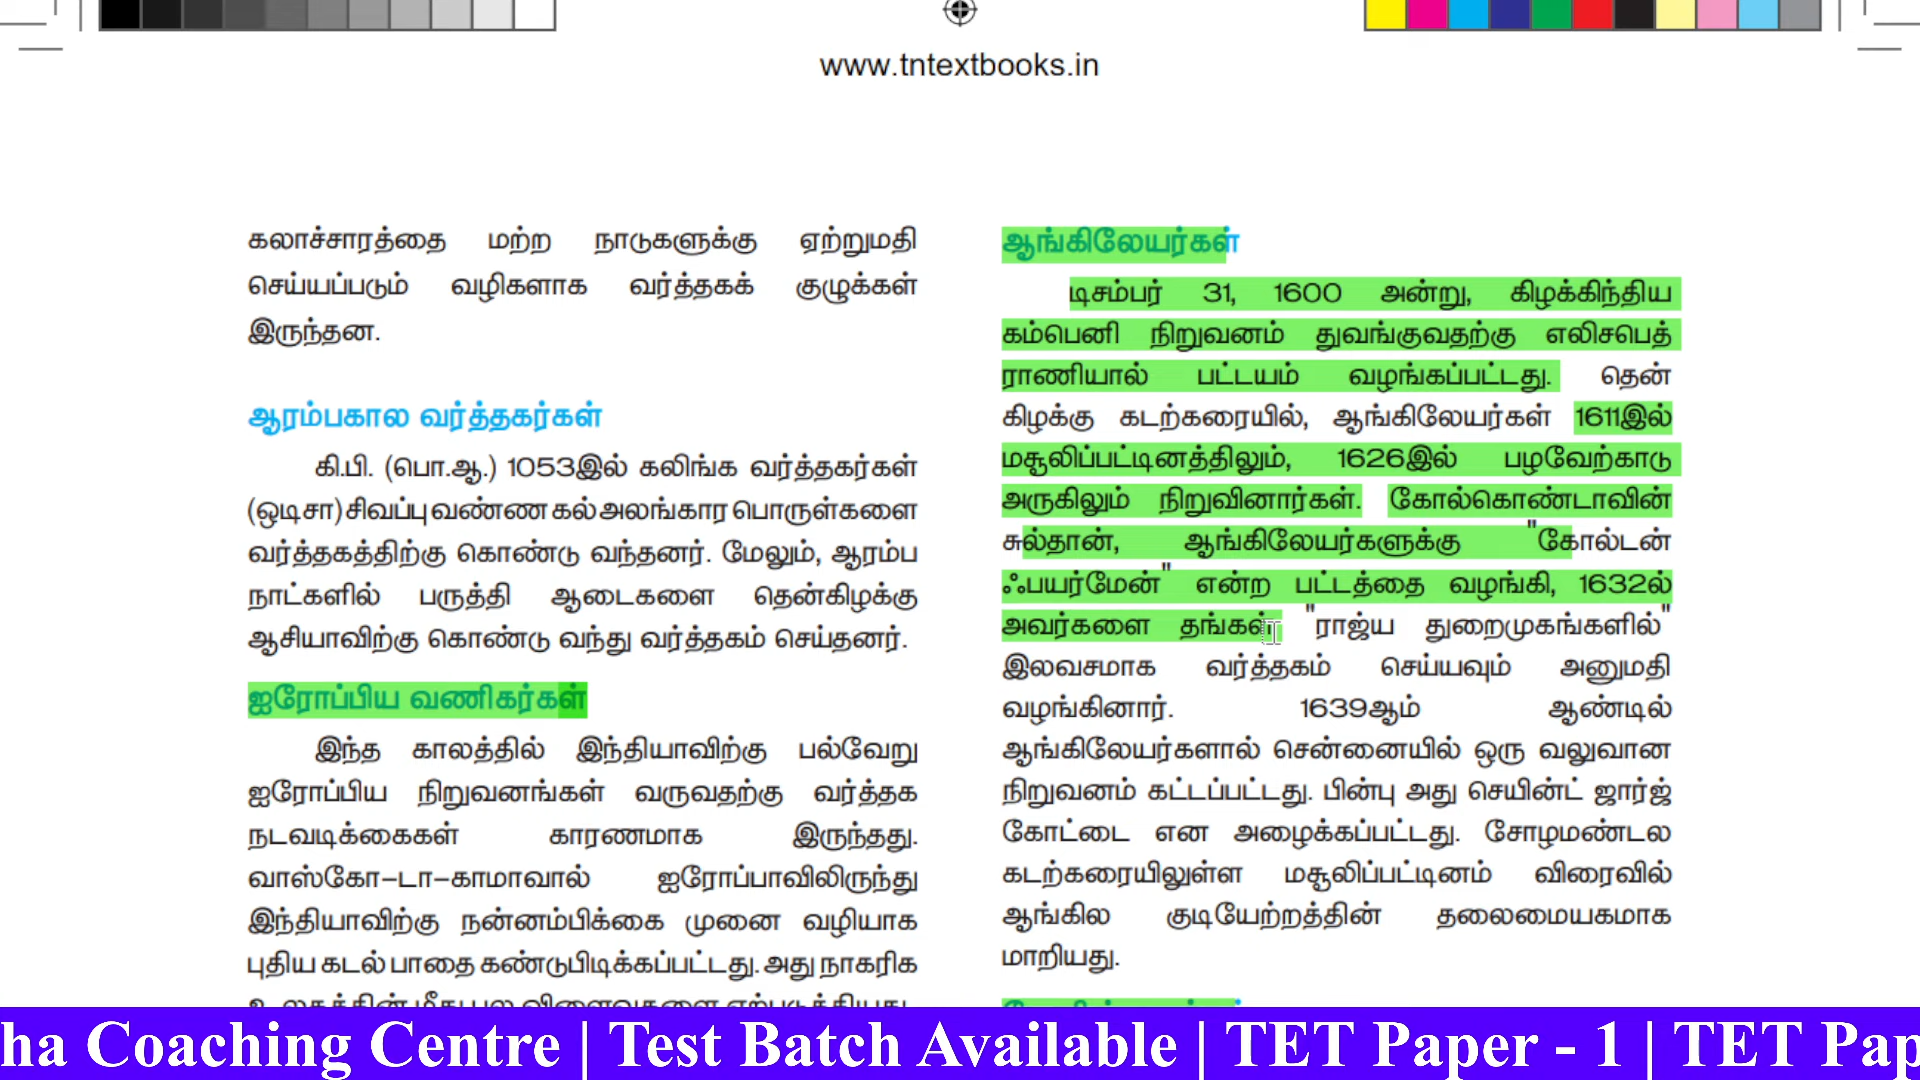 www.tntextbooks.in
கலாச்சாரத்தை மற்ற நாடுகளுக்கு ஏற்றுமதி
செய்யப்படும் வழிகளாக வர்த்தகக் குழுக்கள்
இருந்தன.
ஆரம்பகால வர்த்தகர்கள்
கி.பி. (பொ.ஆ.) 1053இல் கலிங்க வர்த்தகர்கள்
(ஒடிசா) சிவப்பு வண்ண கல் அலங்கார பொருள்களை
வர்த்தகத்திற்கு கொண்டு வந்தனர். மேலும், ஆரம்ப
நாட்களில் பருத்தி ஆடைகளை தென்கிழக்கு
ஆசியாவிற்கு கொண்டு வந்து வர்த்தகம் செய்தனர்.
ஐரோப்பிய வணிகர்கள்
இந்த காலத்தில் இந்தியாவிற்கு பல்வேறு
ஐரோப்பிய நிறுவனங்கள் வருவதற்கு வர்த்தக
நடவடிக்கைகள் காரணமாக இருந்தது.
வாஸ்கோ-டா-காமாவால் ஐரோப்பாவிலிருந்து
இந்தியாவிற்கு நன்னம்பிக்கை முனை வழியாக
புதிய கடல் பாதை கண்டுபிடிக்கப்பட்டது. அது நாகரிக
ஆங்கிலேயர்கள்
டிசம்பர் 31, 1600 அன்று, கிழக்கிந்திய
கம்பெனி நிறுவனம் துவங்குவதற்கு எலிசபெத்
ராணியால் பட்டயம் வழங்கப்பட்டது. தென்
கிழக்கு கடற்கரையில், ஆங்கிலேயர்கள் 1611இல்
மசூலிப்பட்டினத்திலும், 1626இல் பழவேற்காடு
அருகிலும் நிறுவினார்கள். கோல்கொண்டாவின்
சுல்தான், ஆங்கிலேயர்களுக்கு "கோல்டன்
ஃபயர்மேன்" என்ற பட்டத்தை வழங்கி, 1632ல்
அவர்களை தங்கள் "ராஜ்ய துறைமுகங்களில்"
இலவசமாக வர்த்தகம் செய்யவும் அனுமதி
வழங்கினார். 1639ஆம் ஆண்டில்
ஆங்கிலேயர்களால் சென்னையில் ஒரு வலுவான
நிறுவனம் கட்டப்பட்டது. பின்பு அது செயின்ட் ஜார்ஜ்
கோட்டை என அழைக்கப்பட்டது. சோழமண்டல
கடற்கரையிலுள்ள மசூலிப்பட்டினம் விரைவில்
ஆங்கில குடியேற்றத்தின் தலைமையகமாக
மாறியது.
ha Coaching Centre | Test Batch Available | TET Paper - 1 | TET Pap